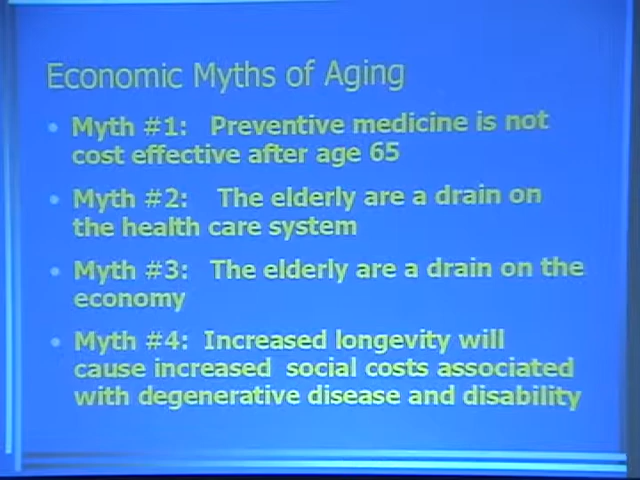 Economic Myths of Aging
• Myth #1: Preventive medicine is not
cost effective after age 65
• Myth #2: The elderly are a drain on
the health care system
• Myth #3: The elderly are a drain on the
economy
• Myth #4: Increased longevity will
cause increased social costs associated
with degenerative disease and disability